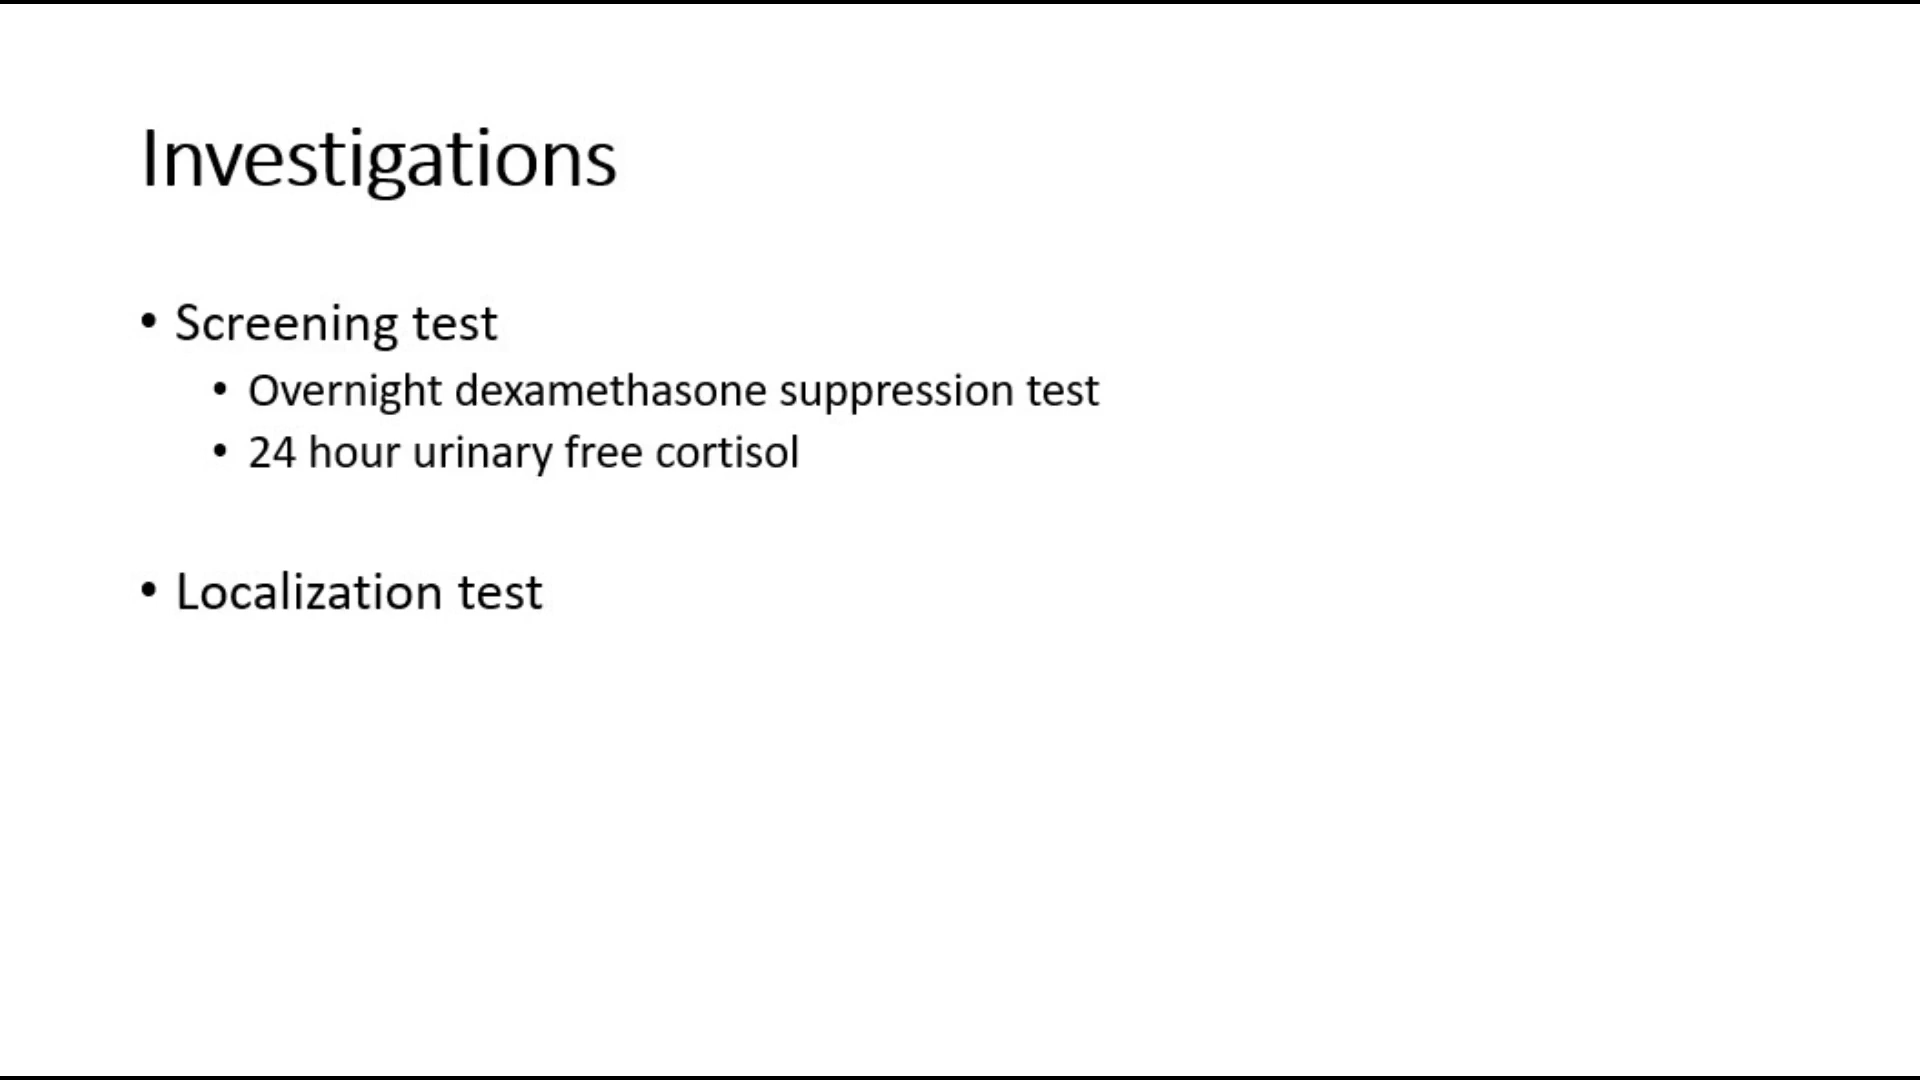 Investigations
• Screening test
• Overnight dexamethasone suppression test
• 24 hour urinary free cortisol
• Localization test